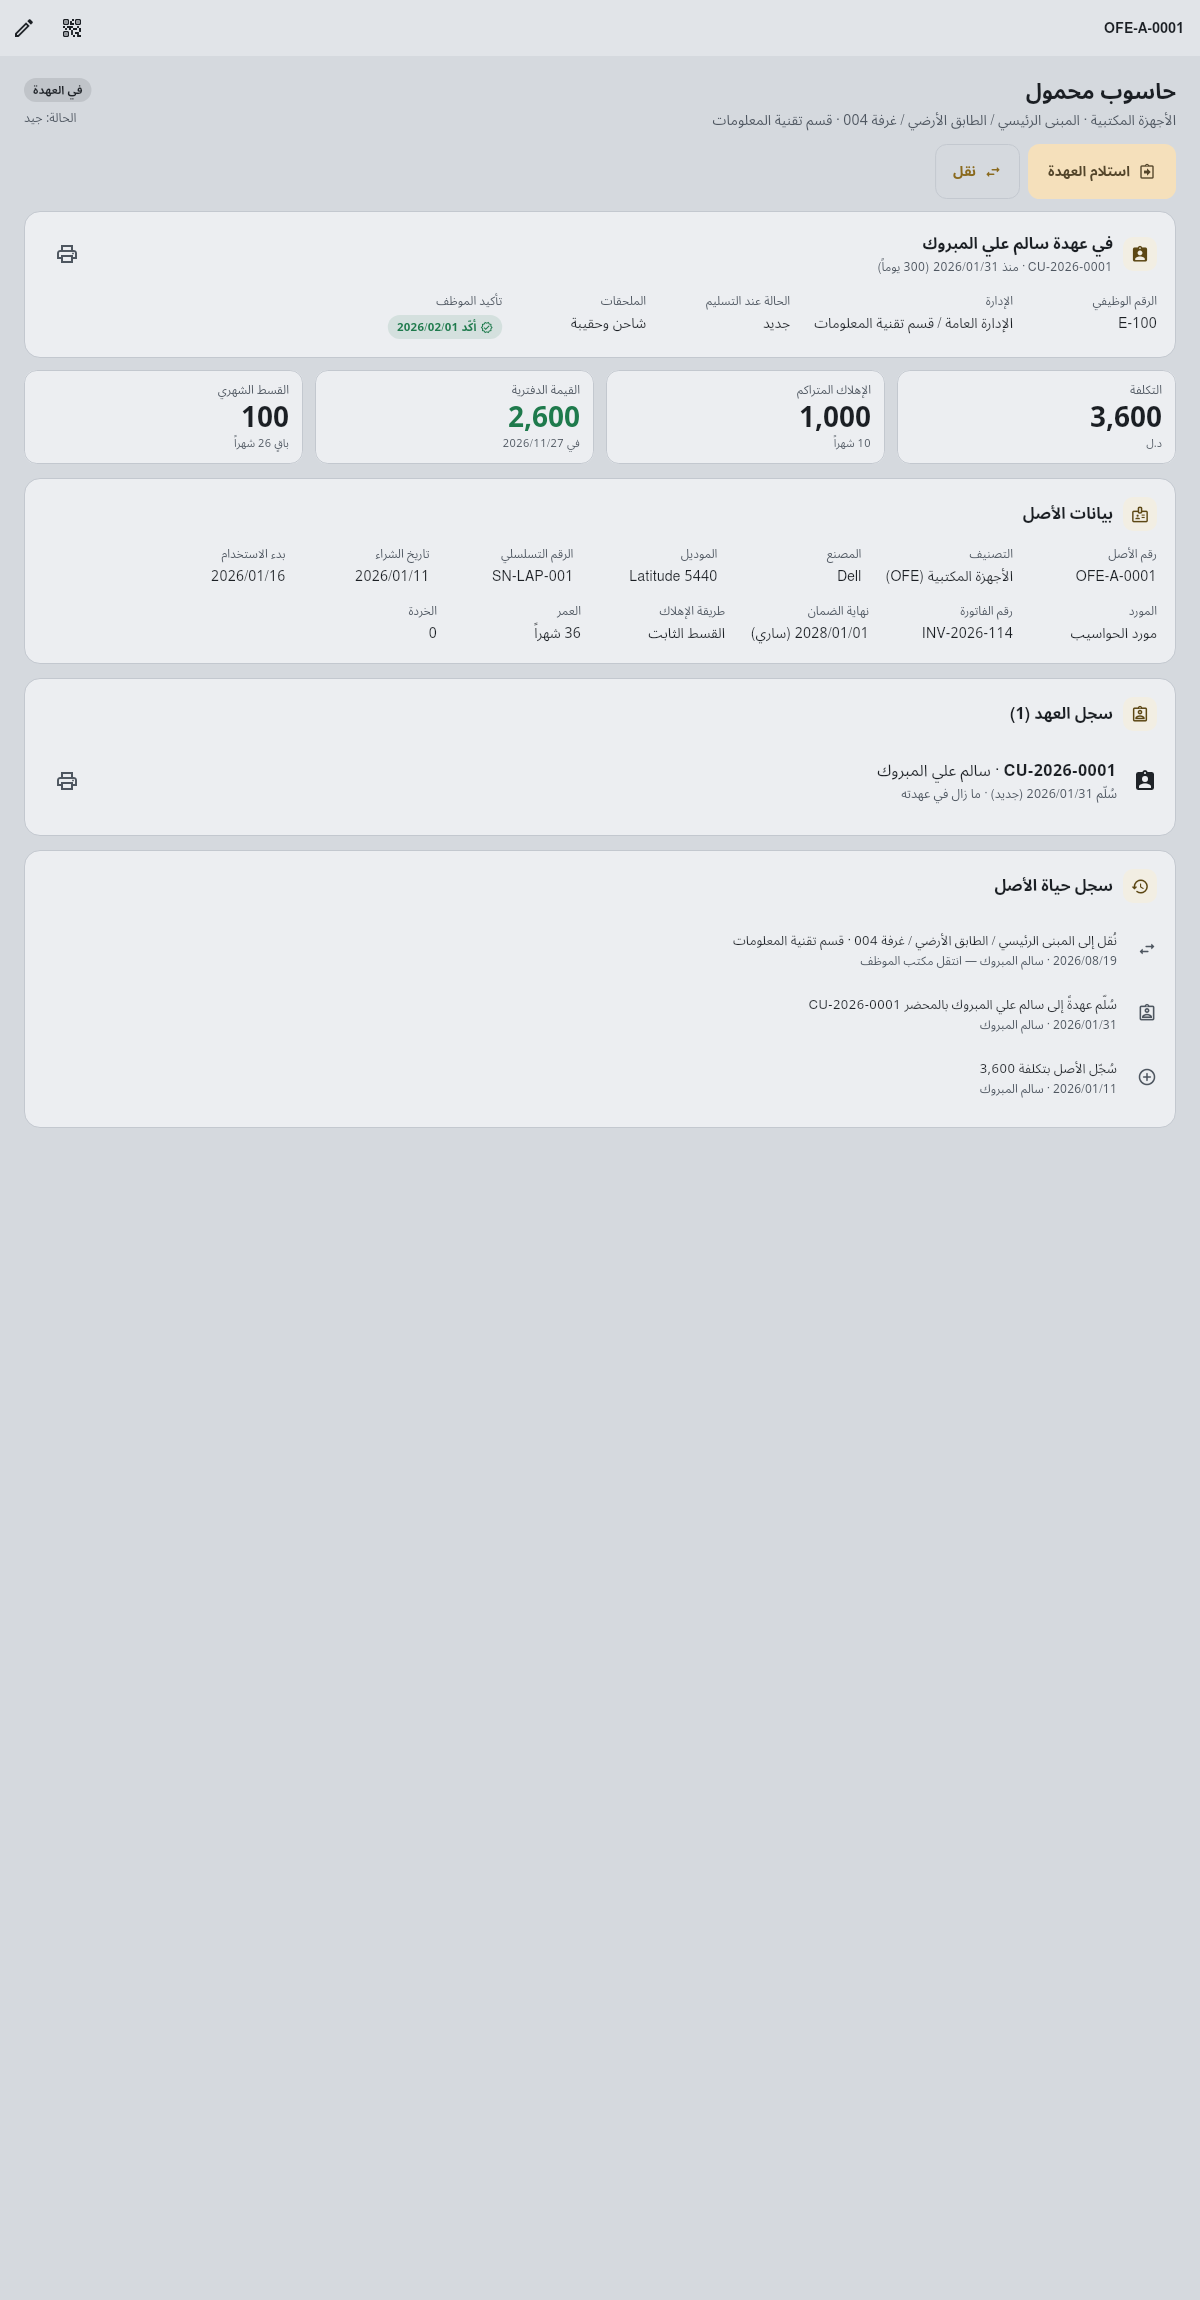 OFE-A-0001
حاسوب محمول
في العهدة
الأجهزة المكتبية · المبنى الرئيسي / الطابق الأرضي / غرفة 004 · قسم تقنية المعلومات
الحالة: جيد
استلام العهدة
نقل
في عهدة سالم علي المبروك
CU-2026-0001 · منذ 2026/01/31 (300 يوماً)
الرقم الوظيفي
E-100
الإدارة
الإدارة العامة / قسم تقنية المعلومات
الحالة عند التسليم
جديد
الملحقات
شاحن وحقيبة
تأكيد الموظف
أكّد 2026/02/01
التكلفة
3,600
د.ل
الإهلاك المتراكم
1,000
10 شهراً
القيمة الدفترية
2,600
في 2026/11/27
القسط الشهري
100
باقٍ 26 شهراً
بيانات الأصل
رقم الأصل
OFE-A-0001
التصنيف
الأجهزة المكتبية (OFE)
المصنع
Dell
الموديل
Latitude 5440
الرقم التسلسلي
SN-LAP-001
تاريخ الشراء
2026/01/11
بدء الاستخدام
2026/01/16
المورد
مورد الحواسيب
رقم الفاتورة
INV-2026-114
نهاية الضمان
2028/01/01 (ساري)
طريقة الإهلاك
القسط الثابت
العمر
36 شهراً
الخردة
0
سجل العهد (1)
CU-2026-0001 · سالم علي المبروك
سُلّم 2026/01/31 (جديد) · ما زال في عهدته
سجل حياة الأصل
نُقل إلى المبنى الرئيسي / الطابق الأرضي / غرفة 004 · قسم تقنية المعلومات
2026/08/19 · سالم المبروك — انتقل مكتب الموظف
سُلّم عهدةً إلى سالم علي المبروك بالمحضر CU-2026-0001
2026/01/31 · سالم المبروك
سُجّل الأصل بتكلفة 3,600
2026/01/11 · سالم المبروك